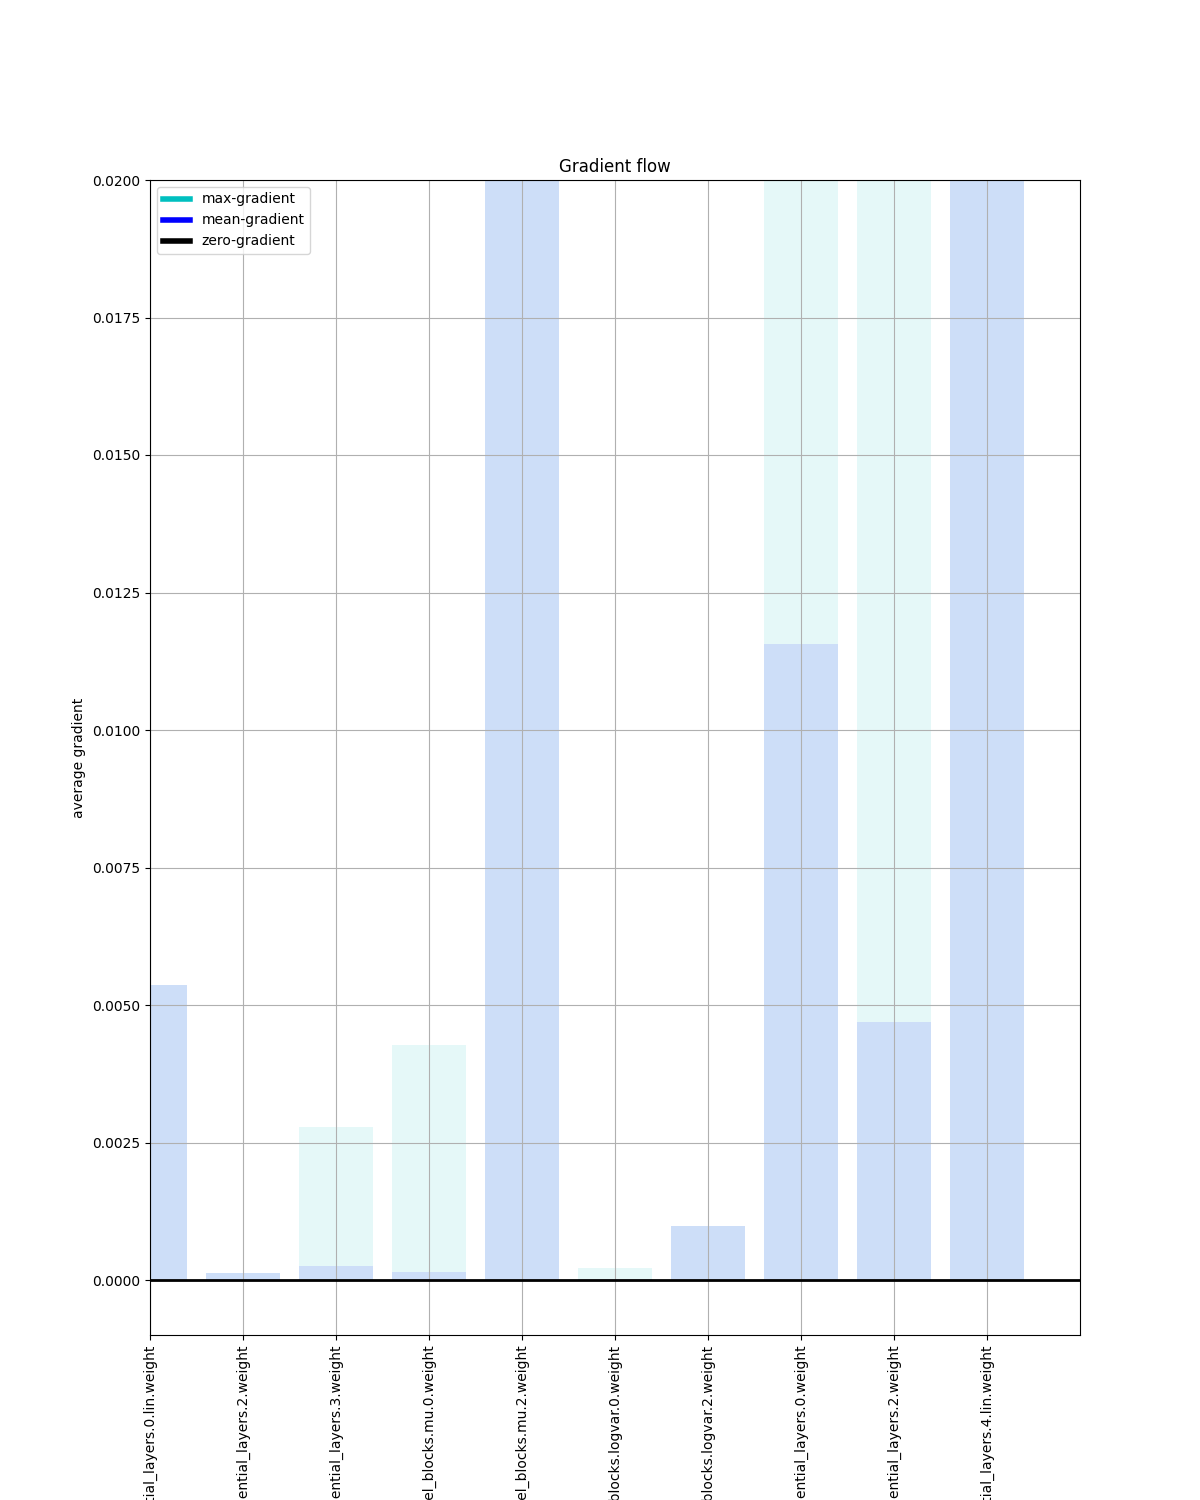 Gradient flow
max-gradient
mean-gradient
zero-gradient
0.0200
0.0175
0.0150
0.0125
0.0100
0.0075
0.0050
0.0025
0.0000
average gradient
tial_layers.0.lin.weight
ential_layers.2.weight
ential_layers.3.weight
el_blocks.mu.0.weight
el_blocks.mu.2.weight
blocks.logvar.0.weight
blocks.logvar.2.weight
ential_layers.0.weight
ential_layers.2.weight
tial_layers.4.lin.weight